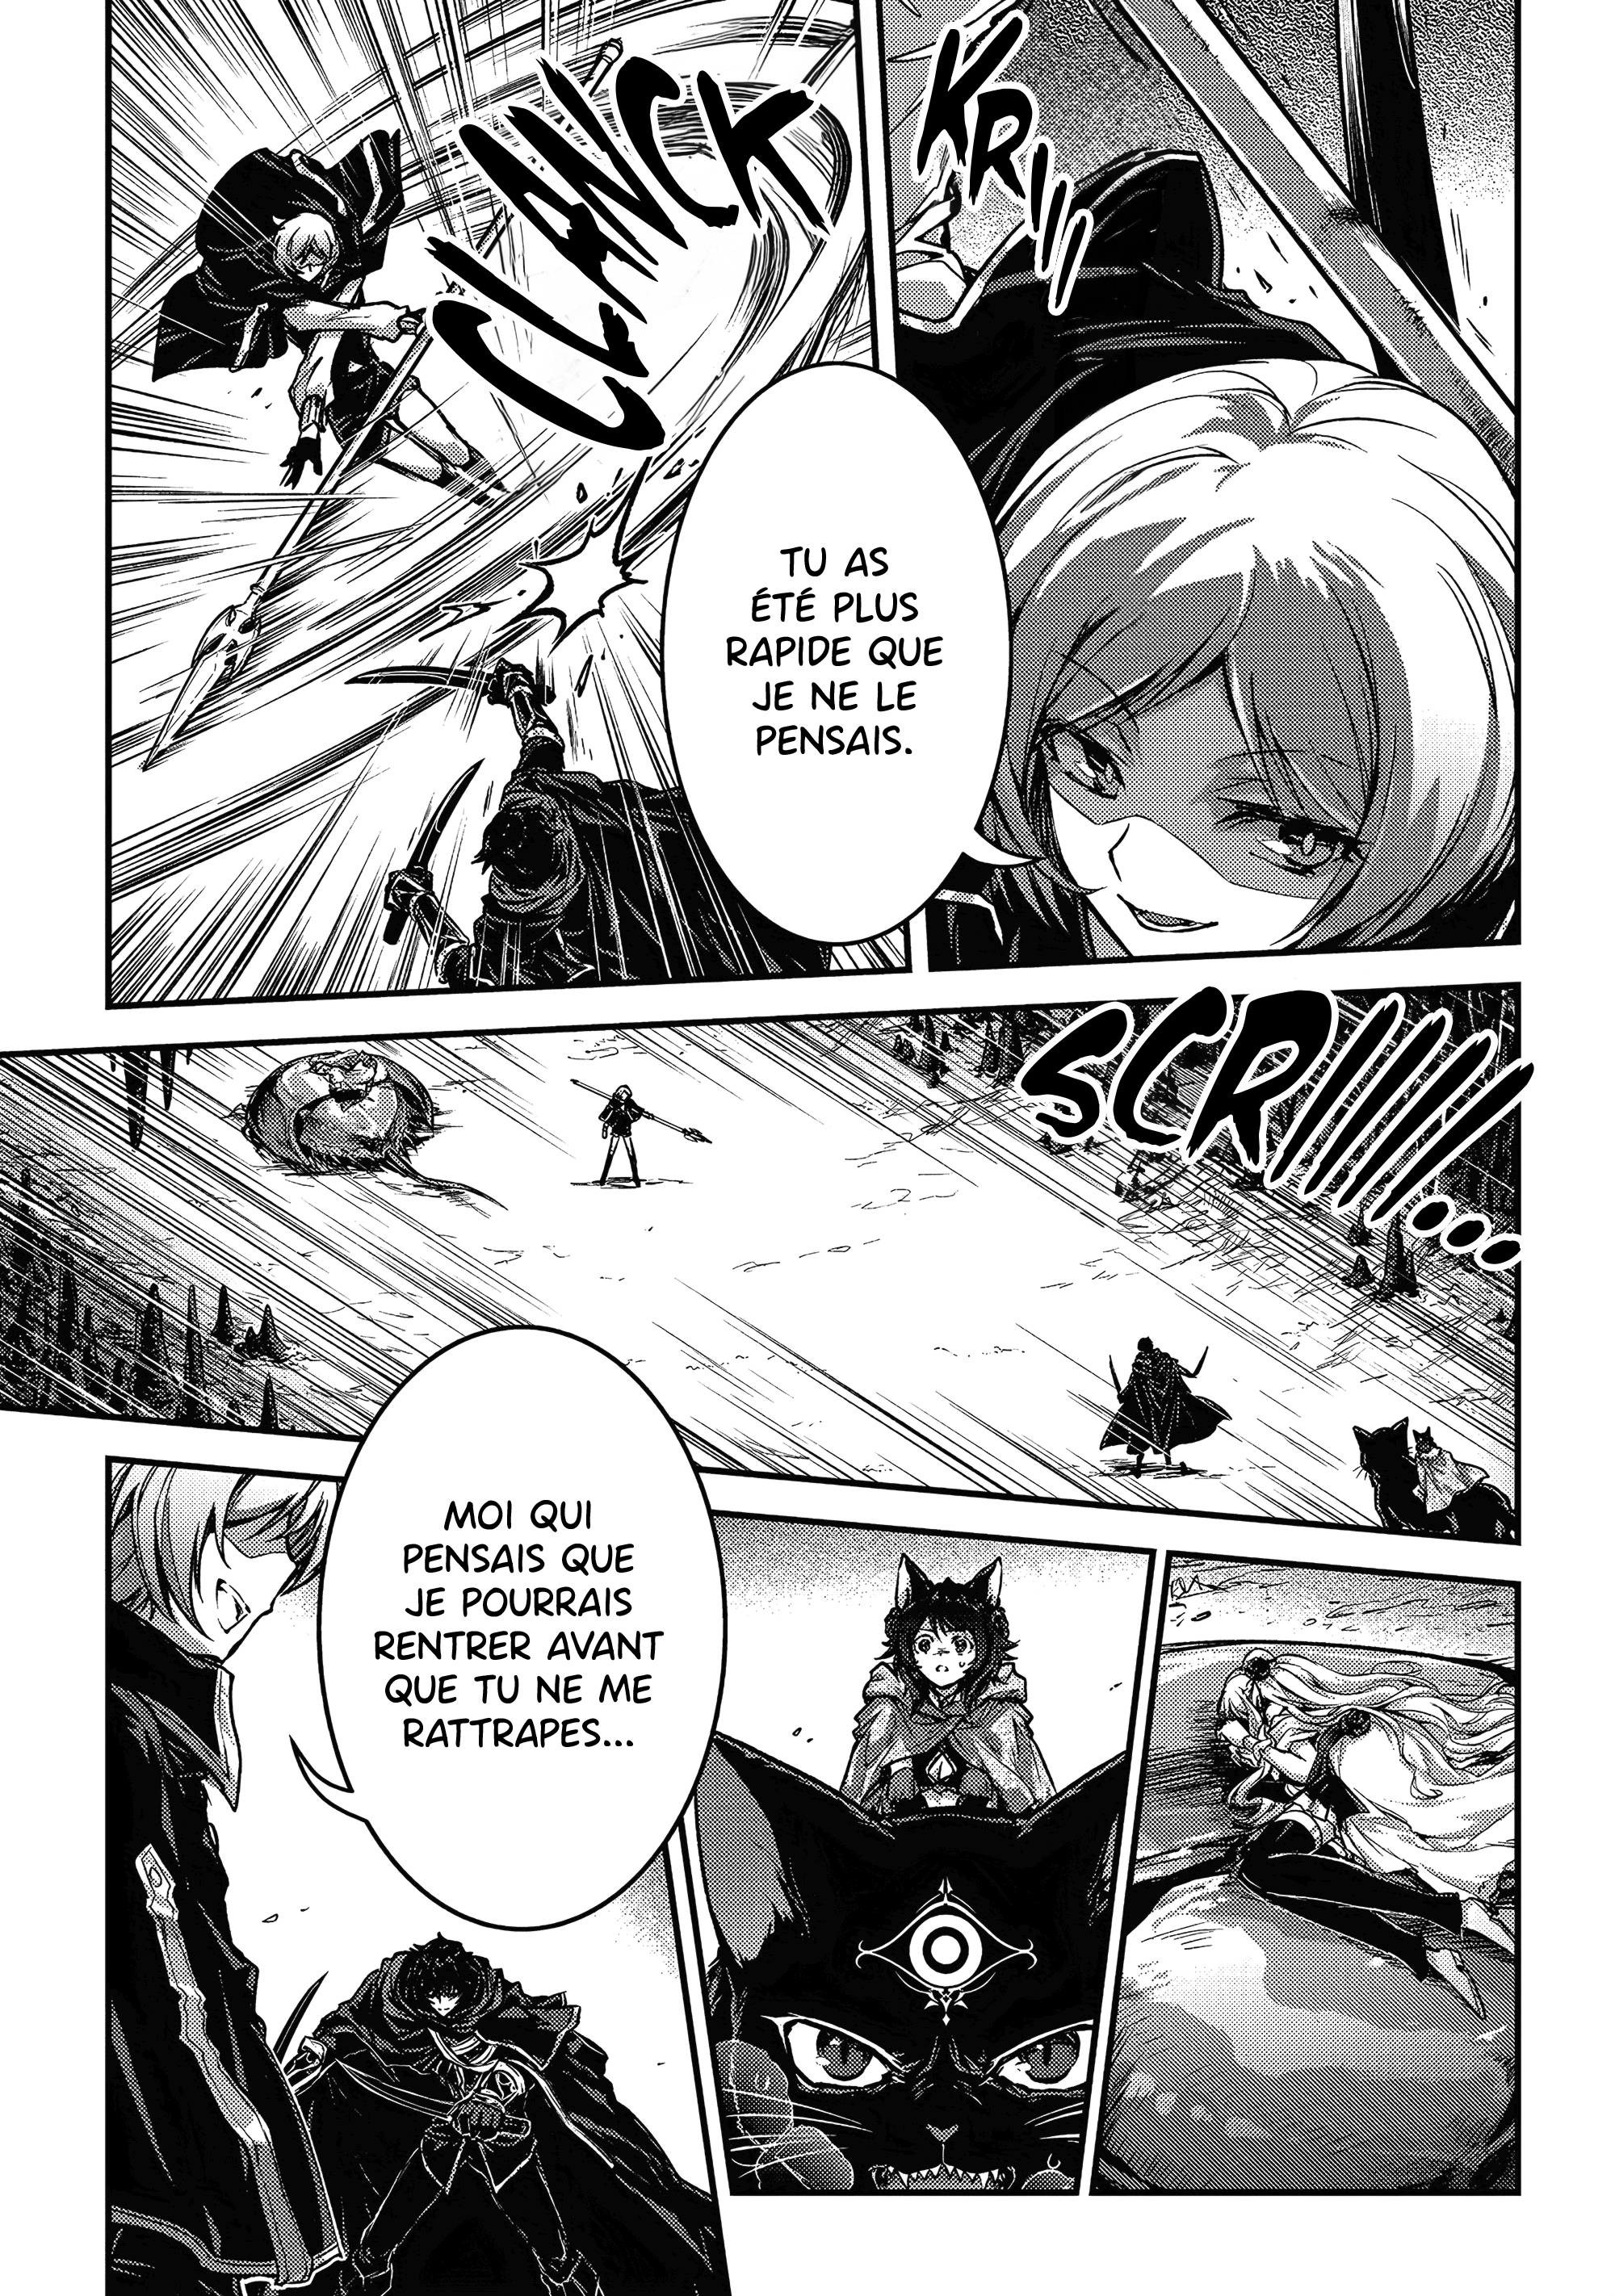 KRIII
TU AS
ÉTÉ PLUS
RAPIDE QUE
JE NE LE
PENSAIS.
CLANCK
SCRIIIII...
MOI QUI
PENSAIS QUE
JE POURRAIS
RENTRER AVANT
QUE TU NE ME
RATTRAPES...